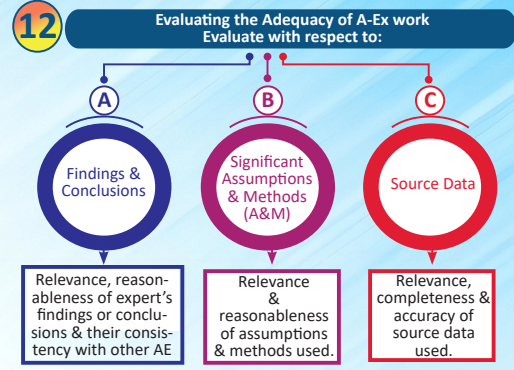 12
Evaluating the Adequacy of A-Ex work
Evaluate with respect to:
A
B
C
Findings &
Conclusions
Significant
Assumptions
& Methods
(A&M)
Source Data
Relevance, reason-
ableness of expert's
findings or conclu-
sions & their consis-
tency with other AE
Relevance
&
reasonableness
of assumptions
& methods used.
Relevance,
completeness &
accuracy of
source data
used.